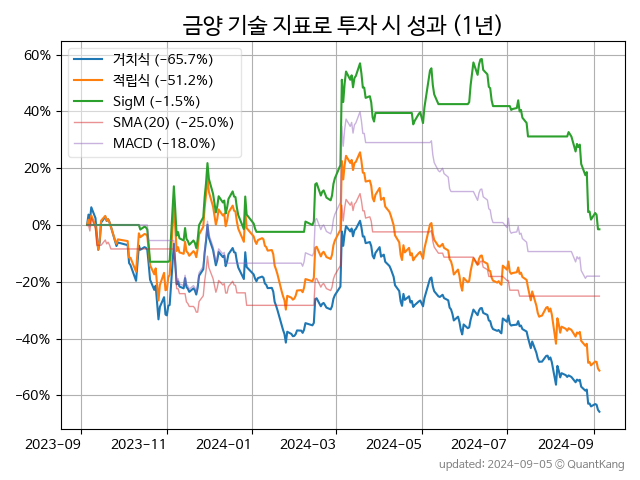 금양 기술 지표로 투자 시 성과 (1년)
거치식 (−65.7%)
적립식 (−51.2%)
SigM (−1.5%)
SMA(20) (−25.0%)
MACD (−18.0%)
60%
40%
20%
0%
−20%
−40%
−60%
2023-09 2023-11 2024-01 2024-03 2024-05 2024-07 2024-09
updated: 2024-09-05 ⓒ QuantKang